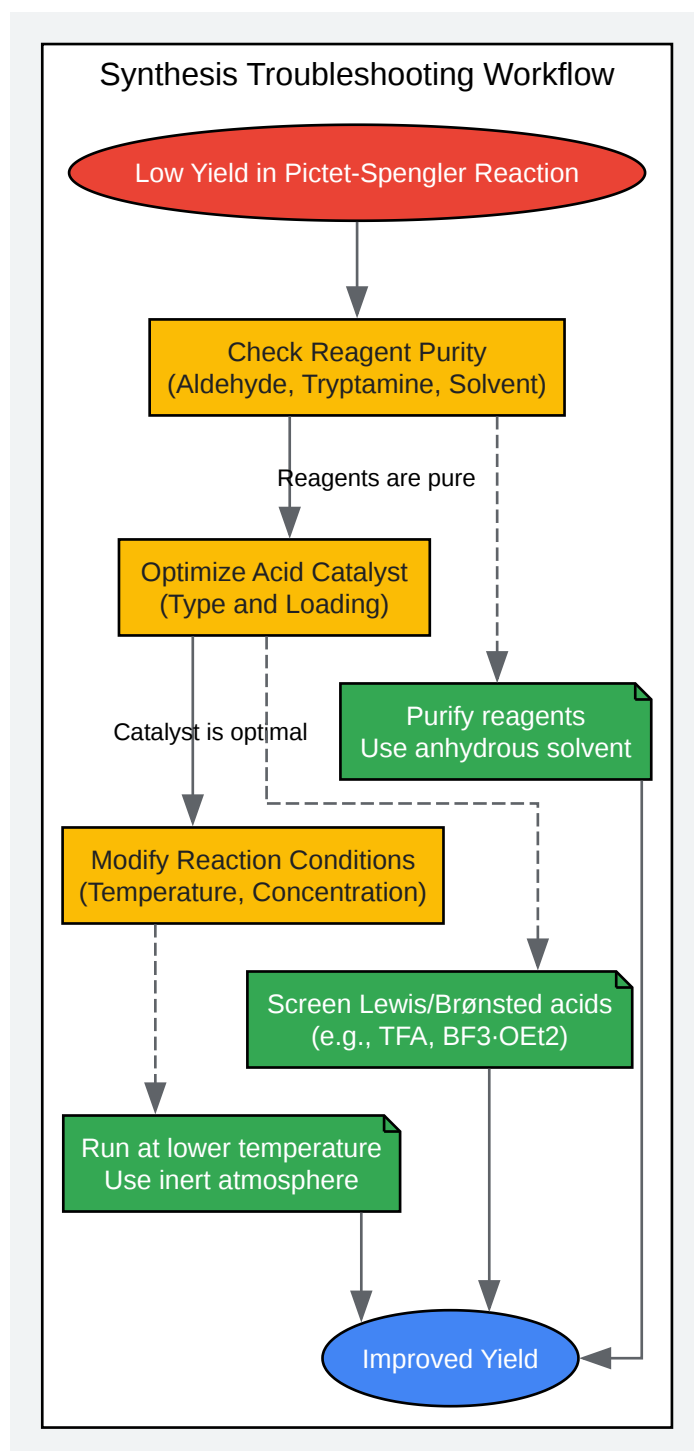 Synthesis Troubleshooting Workflow
Low Yield in Pictet-Spengler Reaction
Check Reagent Purity
(Aldehyde, Tryptamine, Solvent)
Reagents are pure
Optimize Acid Catalyst
(Type and Loading)
Purify reagents
Use anhydrous solvent
Catalyst is optimal
Modify Reaction Conditions
(Temperature, Concentration)
Screen Lewis/Brønsted acids
(e.g., TFA, BF3·OEt2)
Run at lower temperature
Use inert atmosphere
Improved Yield